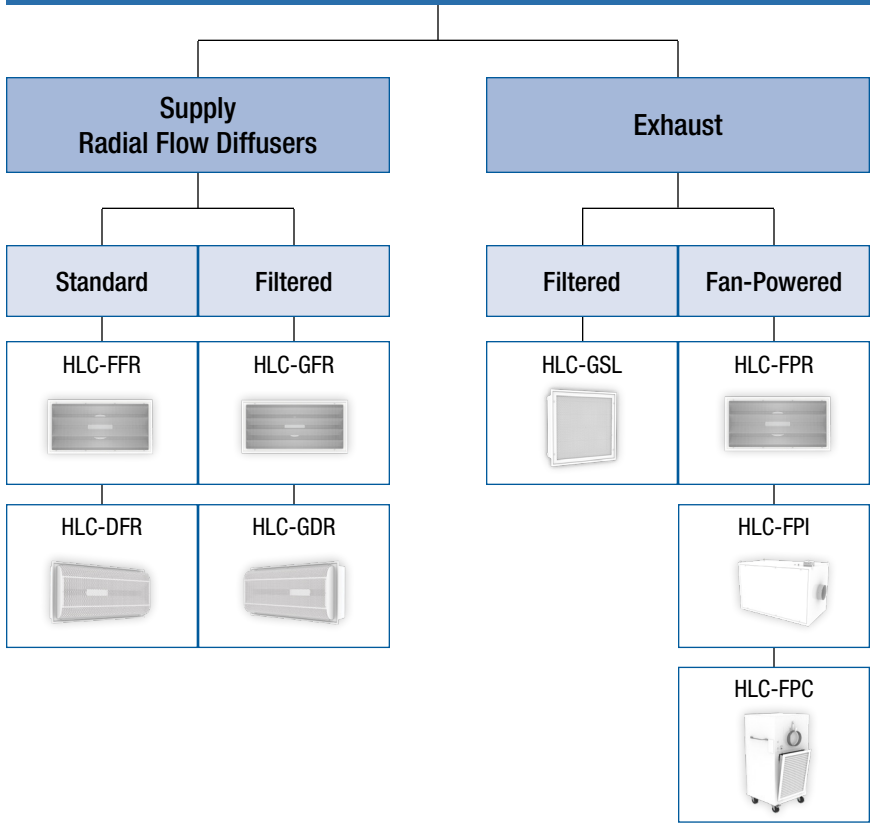 Supply
Radial Flow Diffusers
Exhaust
Standard
Filtered
Filtered
Fan-Powered
HLC-FFR
HLC-GFR
HLC-GSL
HLC-FPR
HLC-DFR
HLC-GDR
HLC-FPI
HLC-FPC